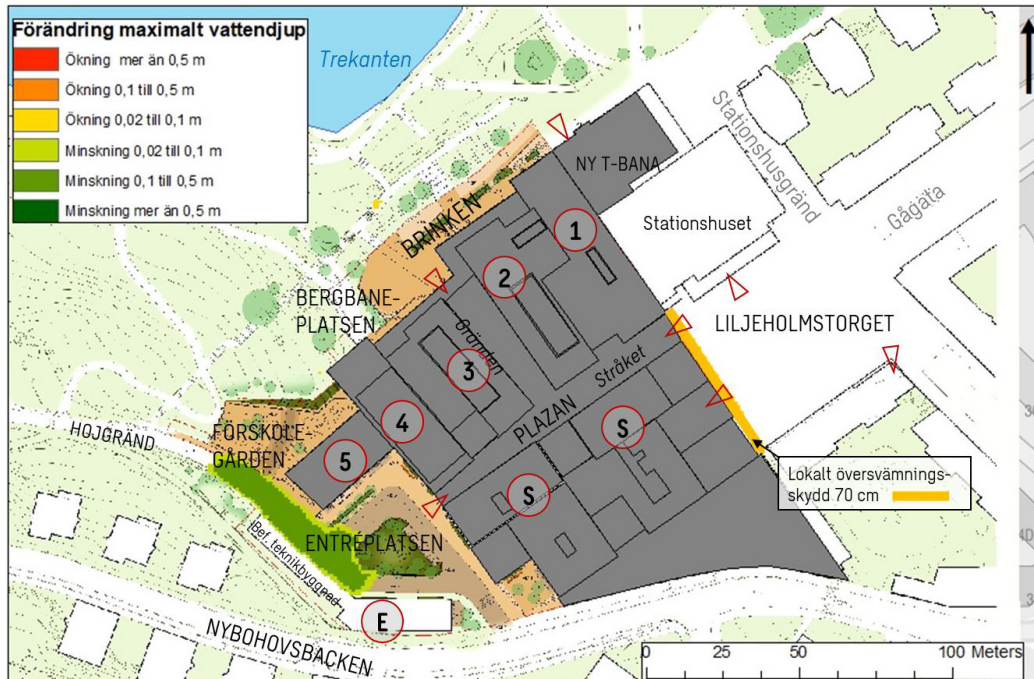 Förändring maximalt vattendjup
Ökning mer än 0,5 m
Ökning 0,1 till 0,5 m
Ökning 0,02 till 0,1 m
Minskning 0,02 till 0,1 m
Minskning 0,1 till 0,5 m
Minskning mer än 0,5 m
Trekanten
Stationshusgränd
Gågata
NY T-BANA
Stationshuset
BRINKEN
1
2
BERGBANE-
PLATSEN
LILJEHOLMSTORGET
Gränden
3
Stråket
PLAZAN
4
S
HÖJGRÄND
FÖRSKOLE
GÅRDEN
5
S
Lokalt översvämnings-
skydd 70 cm
ENTRÉPLATSEN
Bef. teknikbyggnad
E
NYBOHOVSBACKEN
0 25 50 100 Meters